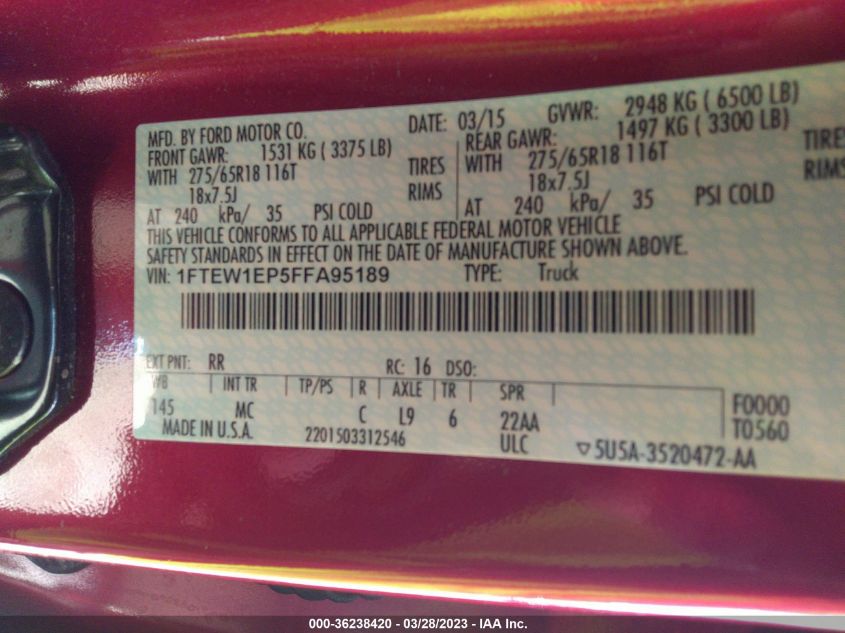 MFD. BY FORD MOTOR CO. DATE: 03/15 GVWR: 2948 KG ( 6500 LB)
FRONT GAWR: 1531 KG ( 3375 LB) REAR GAWR: 1497 KG ( 3300 LB)
WITH 275/65R18 116T TIRES WITH 275/65R18 116T TIRE
18x7.5J RIMS 18x7.5J RIMS
AT 240 kPa/ 35 PSI COLD AT 240 kPa/ 35 PSI COLD
THIS VEHICLE CONFORMS TO ALL APPLICABLE FEDERAL MOTOR VEHICLE
SAFETY STANDARDS IN EFFECT ON THE DATE OF MANUFACTURE SHOWN ABOVE.
VIN: 1FTEW1EP5FFA95189 TYPE: Truck
EXT PNT: RR RC: 16 DSO:
WB INT TR TP/PS R AXLE TR SPR
145 MC C L9 6 22AA F0000
MADE IN U.S.A. 2201503312546 ULC T0560
▽5U5A-3520472-AA
000-36238420 - 03/28/2023 - IAA Inc.